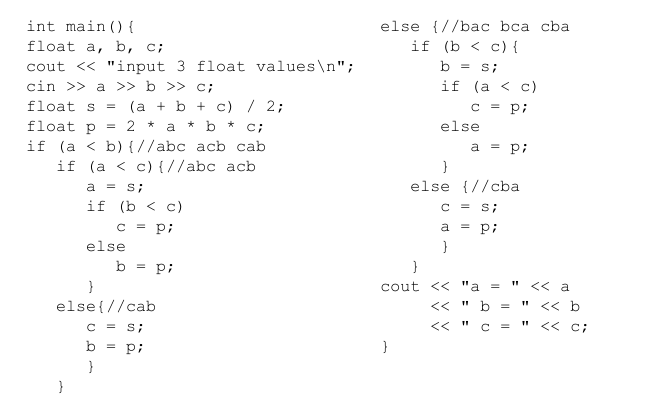 int main(){
float a, b, c;
cout << "input 3 float values\n";
cin >> a >> b >> c;
float s = (a + b + c) / 2;
float p = 2 * a * b * c;
if (a < b){//abc acb cab
   if (a < c){//abc acb
      a = s;
      if (b < c)
         c = p;
      else
         b = p;
      }
   else{//cab
      c = s;
      b = p;
      }
   }
else {//bac bca cba
   if (b < c){
      b = s;
      if (a < c)
         c = p;
      else
         a = p;
      }
   else {//cba
      c = s;
      a = p;
      }
   }
cout << "a = " << a
     << " b = " << b
     << " c = " << c;
}